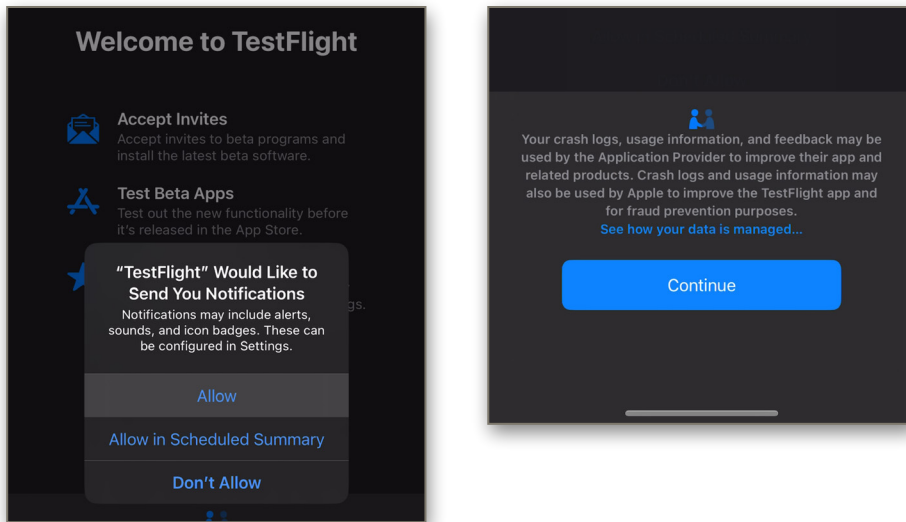 Welcome to TestFlight
Accept Invites
Accept invites to beta programs and
install the latest beta software.
Test Beta Apps
Test out the new functionality before
it's released in the App Store.
gs.
“TestFlight” Would Like to
Send You Notifications
Notifications may include alerts,
sounds, and icon badges. These can
be configured in Settings.
Allow
Allow in Scheduled Summary
Don't Allow
Your crash logs, usage information, and feedback may be
used by the Application Provider to improve their app and
related products. Crash logs and usage information may
also be used by Apple to improve the TestFlight app and
for fraud prevention purposes.
See how your data is managed...
Continue